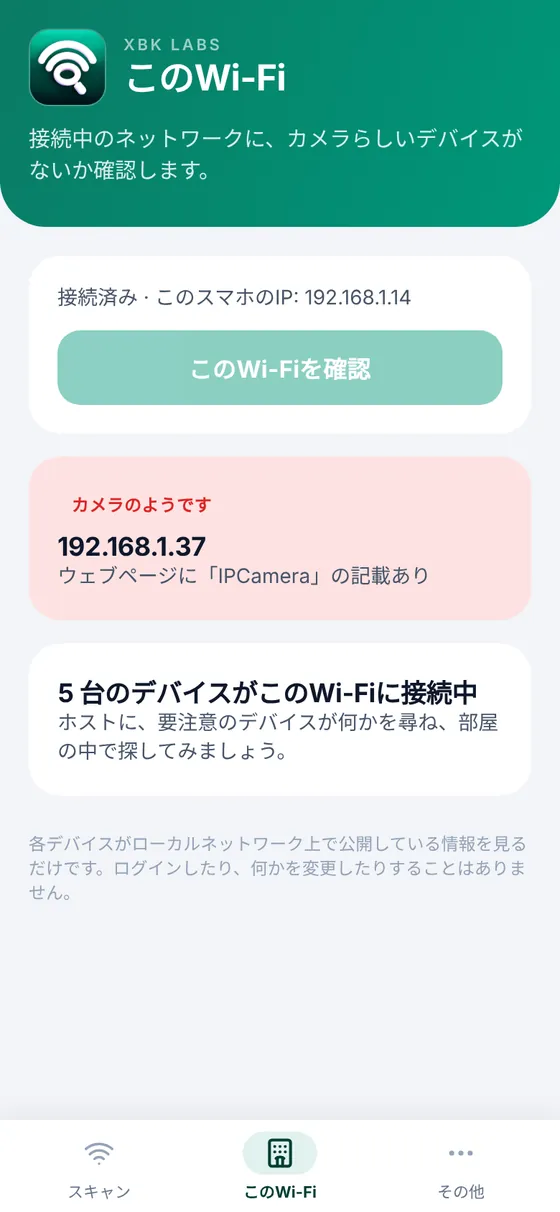 XBK LABS
このWi-Fi
接続中のネットワークに、カメラらしいデバイスが
ないか確認します。
接続済み · このスマホのIP: 192.168.1.14
このWi-Fiを確認
カメラのようです
192.168.1.37
ウェブページに「IPCamera」の記載あり
5 台のデバイスがこのWi-Fiに接続中
ホストに、要注意のデバイスが何かを尋ね、部屋
の中で探してみましょう。
各デバイスがローカルネットワーク上で公開している情報を見る
だけです。ログインしたり、何かを変更したりすることはありま
せん。
スキャン
このWi-Fi
その他